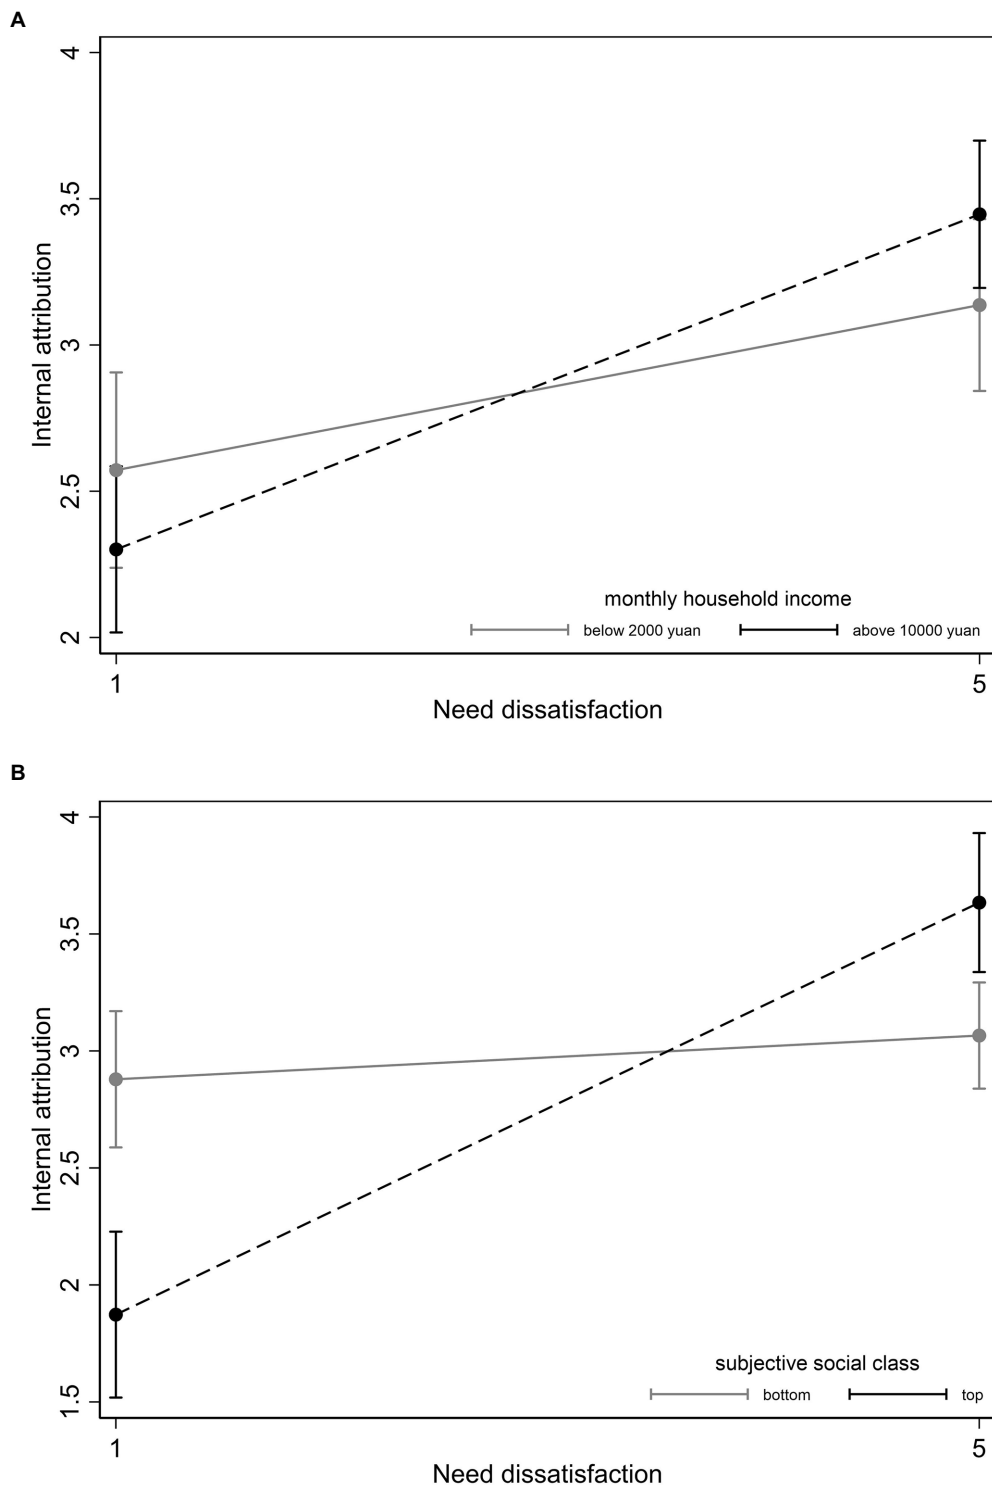 A
4
3.5
3
2.5
2
Internal attribution
monthly household income
below 2000 yuan above 10000 yuan
1 5
Need dissatisfaction
B
4
3.5
3
2.5
2
1.5
Internal attribution
subjective social class
bottom top
1 5
Need dissatisfaction